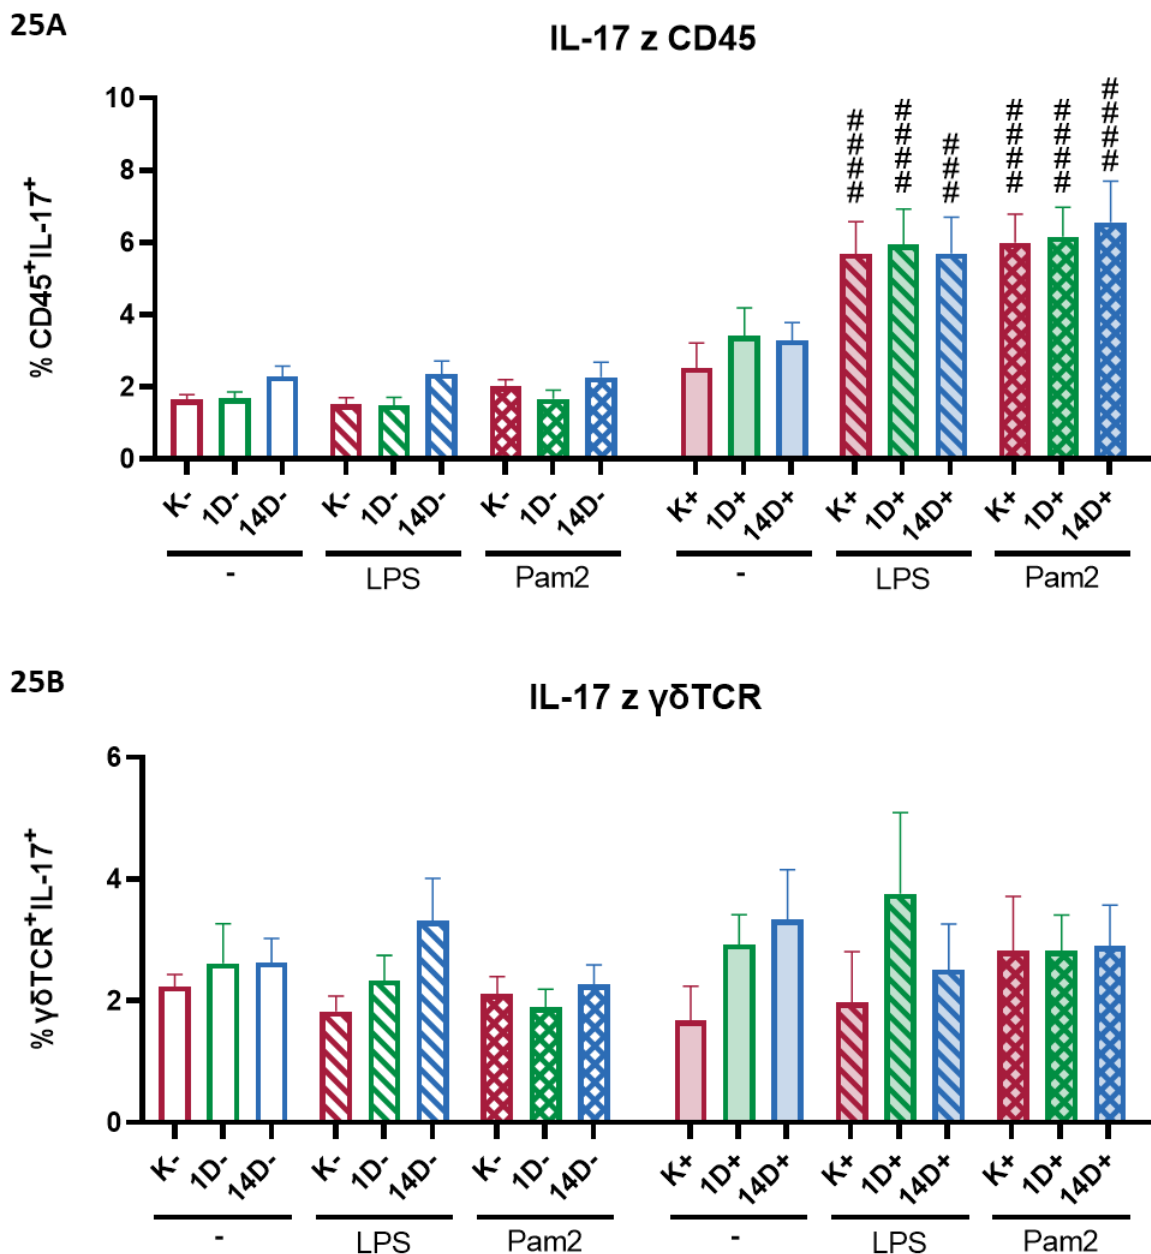 25A
IL-17 z CD45
% CD45⁺IL-17⁺
10
8
6
4
2
0
#### #### ### #### #### ####
K- 1D- 14D- K- 1D- 14D- K- 1D- 14D- K+ 1D+ 14D+ K+ 1D+ 14D+ K+ 1D+ 14D+
- LPS Pam2 - LPS Pam2
25B
IL-17 z γδTCR
% γδTCR⁺IL-17⁺
6
4
2
0
K- 1D- 14D- K- 1D- 14D- K- 1D- 14D- K+ 1D+ 14D+ K+ 1D+ 14D+ K+ 1D+ 14D+
- LPS Pam2 - LPS Pam2